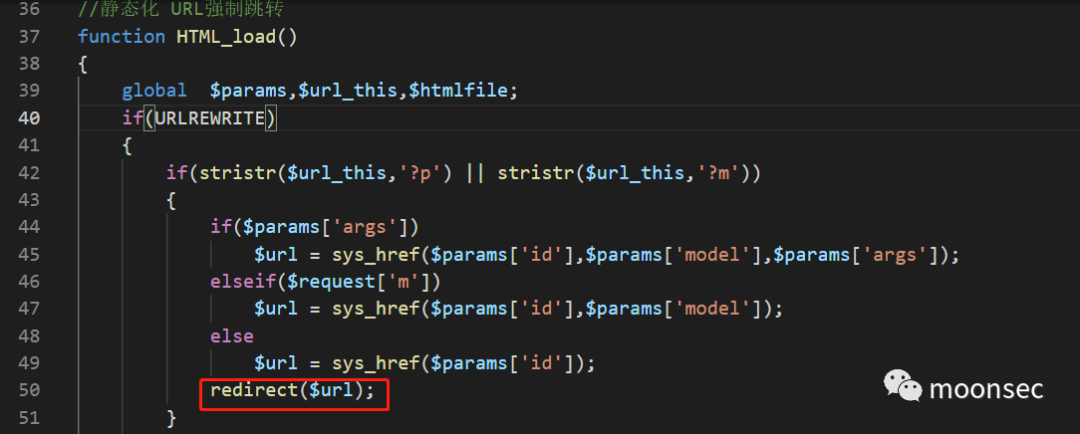 36 //静态化 URL强制跳转
37 function HTML_load()
38 {
39 global $params,$url_this,$htmlfile;
40 if(URLREWRITE)
41 {
42 if(stristr($url_this,'?p') || stristr($url_this,'?m'))
43 {
44 if($params['args'])
45 $url = sys_href($params['id'],$params['model'],$params['args']);
46 elseif($request['m'])
47 $url = sys_href($params['id'],$params['model']);
48 else
49 $url = sys_href($params['id']);
50 redirect($url);
51 }
moonsec